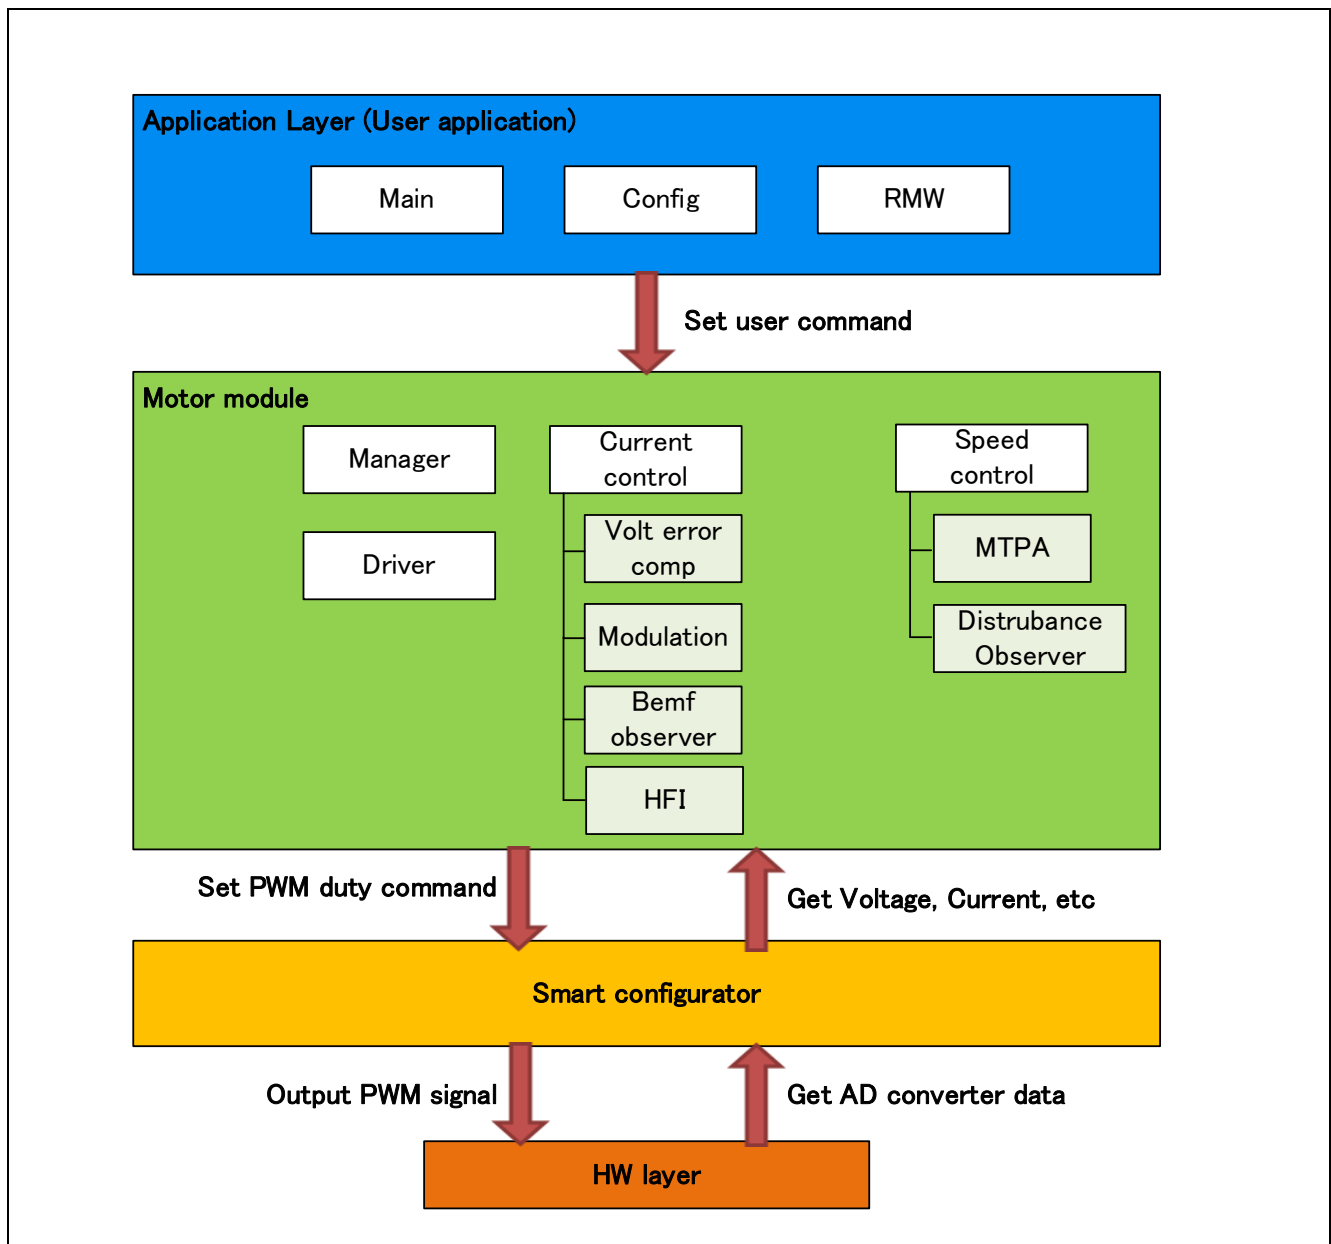 Application Layer (User application)
Main
Config
RMW
Set user command
Motor module
Manager
Driver
Current
control
Volt error
comp
Modulation
Bemf
observer
HFI
Speed
control
MTPA
Distrubance
Observer
Set PWM duty command
Get Voltage, Current, etc
Smart configurator
Output PWM signal
Get AD converter data
HW layer